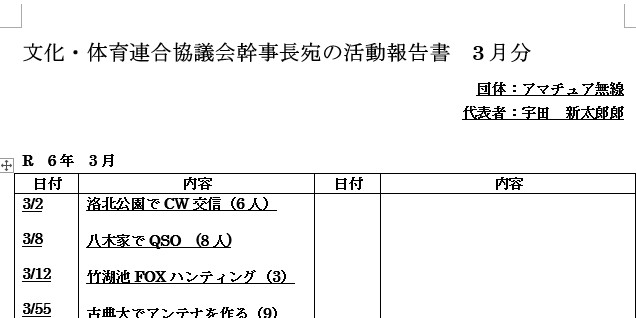 文化・体育連合協議会幹事長宛の活動報告書　3月分
団体：アマチュア無線
代表者：宇田　新太郎郎
R　6年　3月
日付　内容　日付　内容
3/2　洛北公園でCW交信（6人）
3/8　八木家でQSO　（8人）
3/12　竹湖池FOXハンティング（3）
3/55　古典大でアンテナを作る（9）